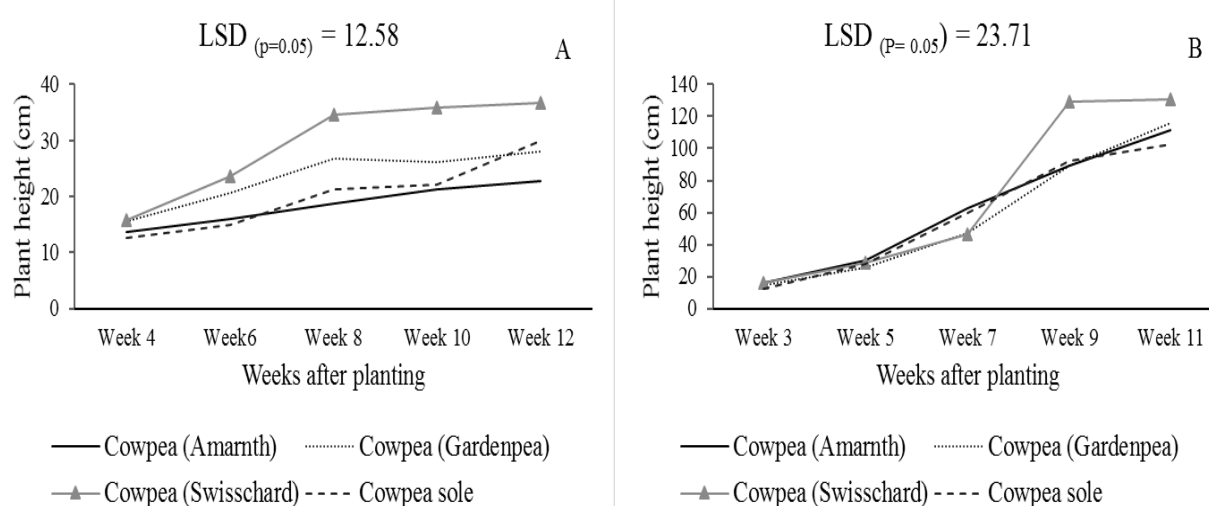 LSD (p=0.05) = 12.58
A
Plant height (cm)
40
30
20
10
0
Week 4 Week6 Week 8 Week 10 Week 12
Weeks after planting
Cowpea (Amarnth) Cowpea (Gardenpea)
Cowpea (Swisschard) Cowpea sole
LSD (P= 0.05) = 23.71
B
Plant height (cm)
140
120
100
80
60
40
20
0
Week 3 Week 5 Week 7 Week 9 Week 11
Weeks after planting
Cowpea (Amarnth) Cowpea (Gardenpea)
Cowpea (Swisschard) Cowpea sole